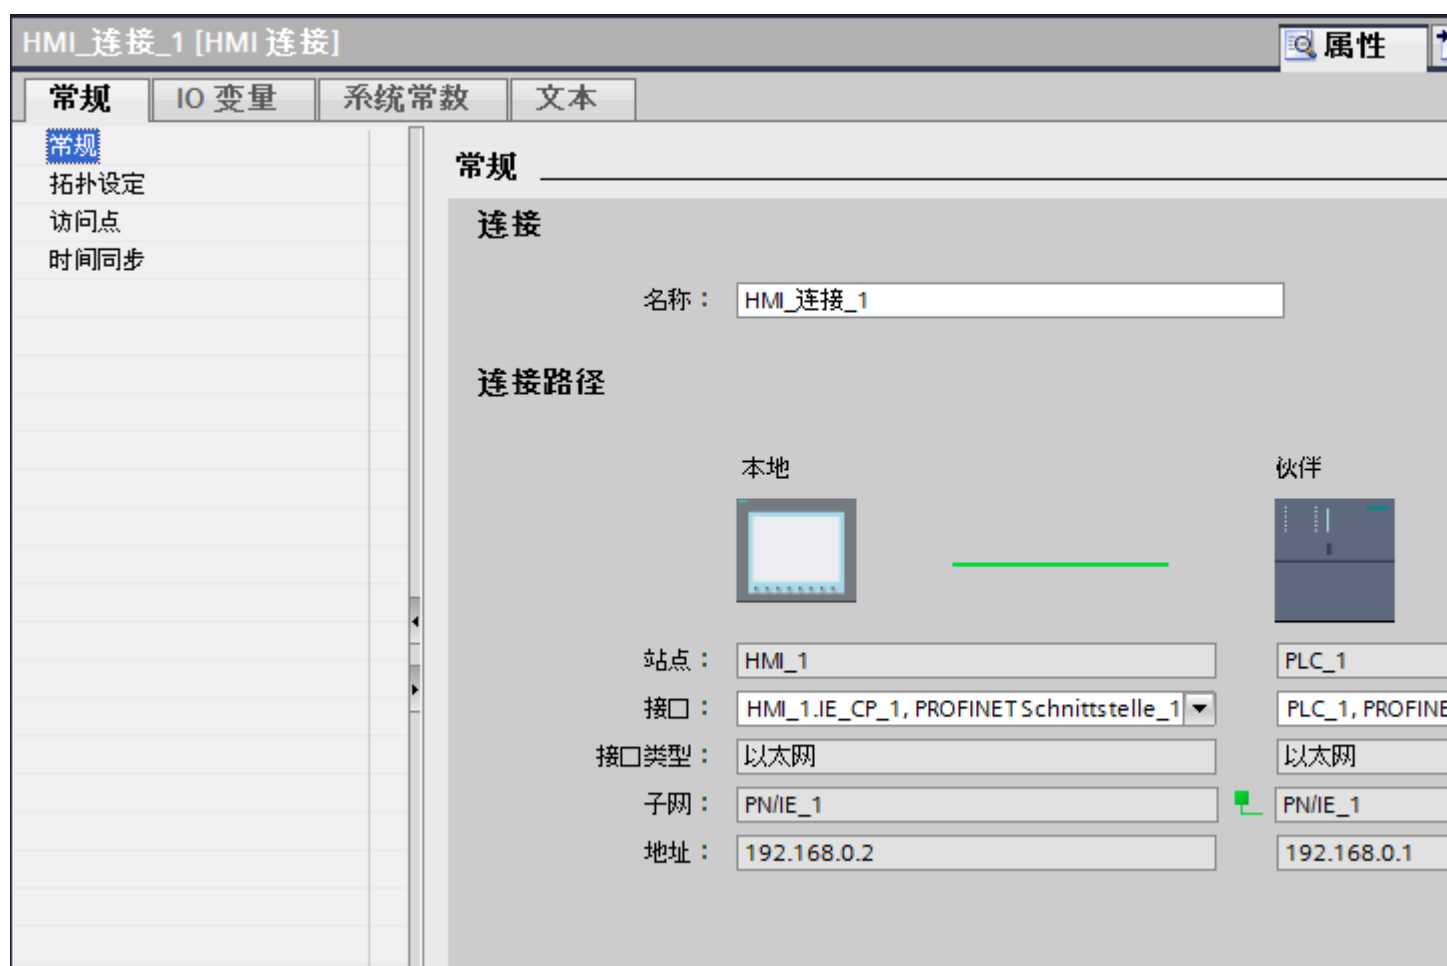 HMI_连接_1 [HMI 连接]
属性
常规 IO 变量 系统常数 文本
常规
拓扑设定
访问点
时间同步
常规
连接
名称： HMI_连接_1
连接路径
本地 伙伴
站点： HMI_1 PLC_1
接口： HMI_1.IE_CP_1, PROFINET Schnittstelle_1 PLC_1, PROFINE
接口类型： 以太网 以太网
子网： PN/IE_1 PN/IE_1
地址： 192.168.0.2 192.168.0.1